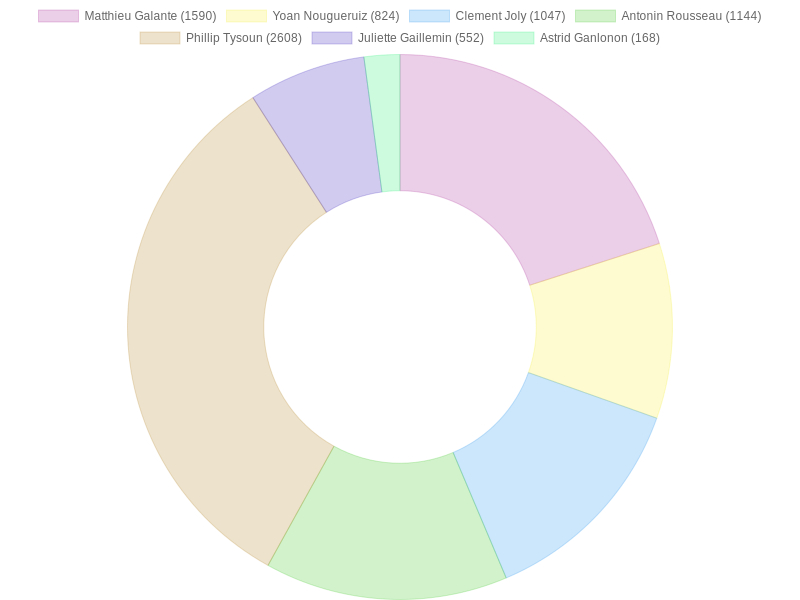 Matthieu Galante (1590) Yoan Nougueruiz (824) Clement Joly (1047) Antonin Rousseau (1144)
Phillip Tysoun (2608) Juliette Gaillemin (552) Astrid Ganlonon (168)